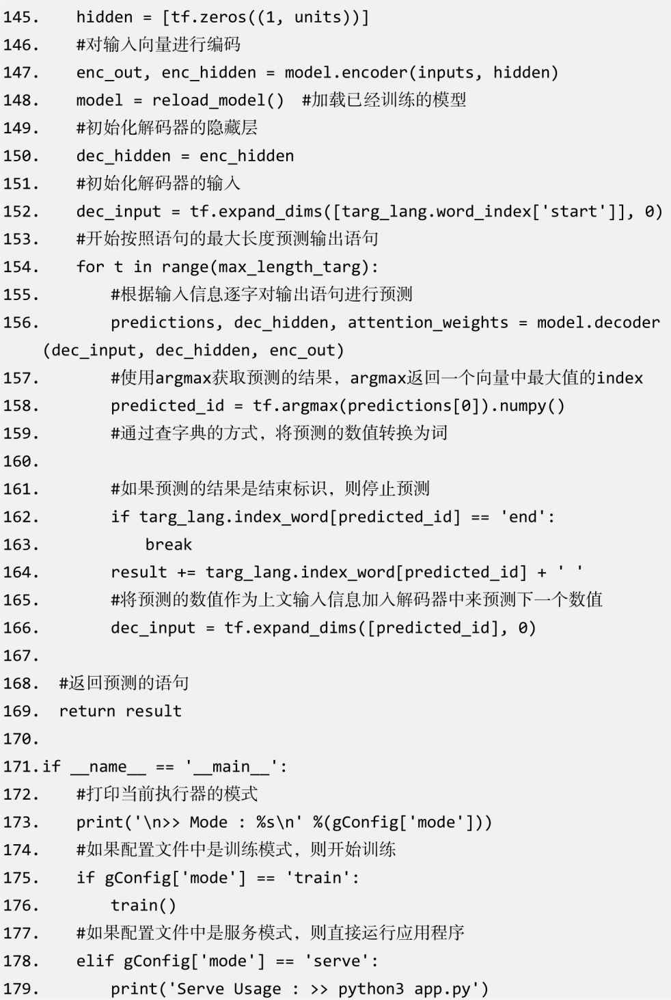 145.    hidden = [tf.zeros((1, units))]
146.    #对输入向量进行编码
147.    enc_out, enc_hidden = model.encoder(inputs, hidden)
148.    model = reload_model()  #加载已经训练的模型
149.    #初始化解码器的隐藏层
150.    dec_hidden = enc_hidden
151.    #初始化解码器的输入
152.    dec_input = tf.expand_dims([targ_lang.word_index['start']], 0)
153.    #开始按照语句的最大长度预测输出语句
154.    for t in range(max_length_targ):
155.        #根据输入信息逐字对输出语句进行预测
156.        predictions, dec_hidden, attention_weights = model.decoder
(dec_input, dec_hidden, enc_out)
157.        #使用argmax获取预测的结果，argmax返回一个向量中最大值的index
158.        predicted_id = tf.argmax(predictions[0]).numpy()
159.        #通过查字典的方式，将预测的数值转换为词
160.
161.        #如果预测的结果是结束标识，则停止预测
162.        if targ_lang.index_word[predicted_id] == 'end':
163.            break
164.        result += targ_lang.index_word[predicted_id] + ' '
165.        #将预测的数值作为上文输入信息加入解码器中来预测下一个数值
166.        dec_input = tf.expand_dims([predicted_id], 0)
167.
168.  #返回预测的语句
169.  return result
170.
171.if __name__ == '__main__':
172.    #打印当前执行器的模式
173.    print('\n>> Mode : %s\n' %(gConfig['mode']))
174.    #如果配置文件中是训练模式，则开始训练
175.    if gConfig['mode'] == 'train':
176.        train()
177.    #如果配置文件中是服务模式，则直接运行应用程序
178.    elif gConfig['mode'] == 'serve':
179.        print('Serve Usage : >> python3 app.py')